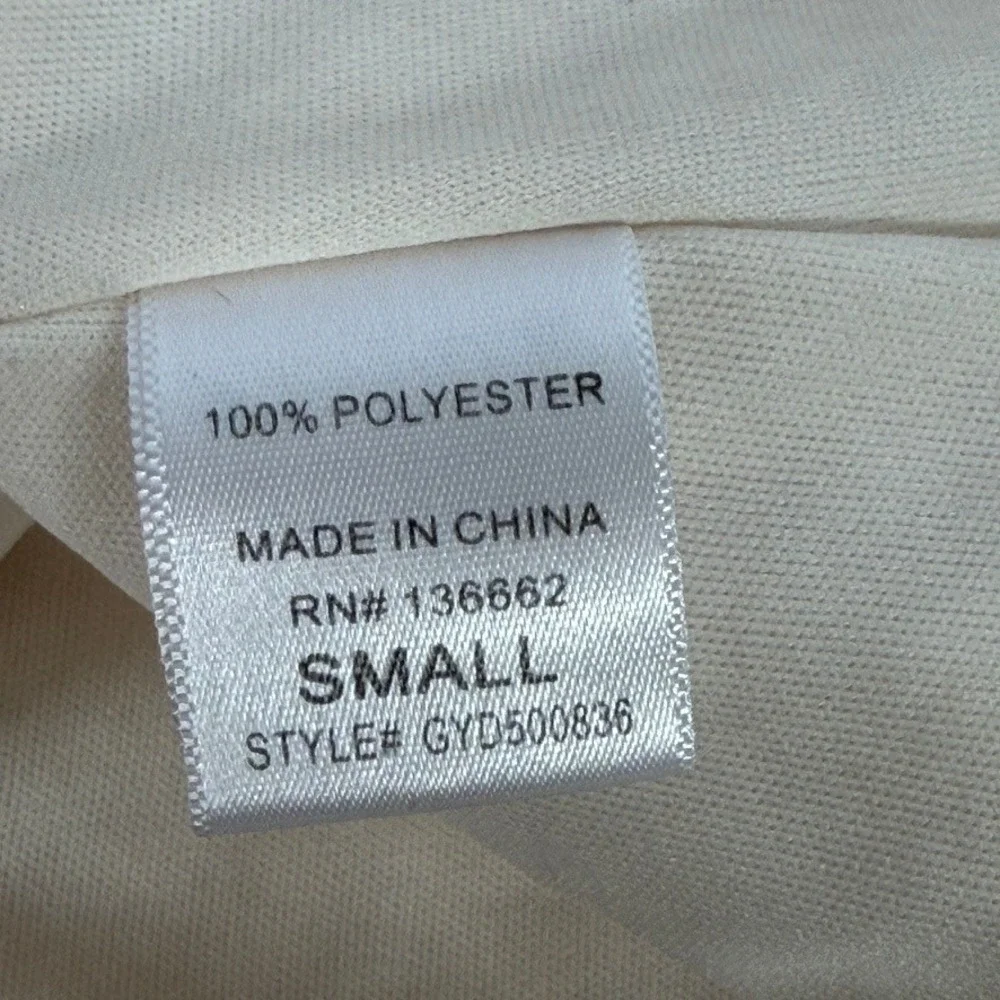 100% POLYESTER
MADE IN CHINA
RN# 136662
SMALL
STYLE# GYD500836